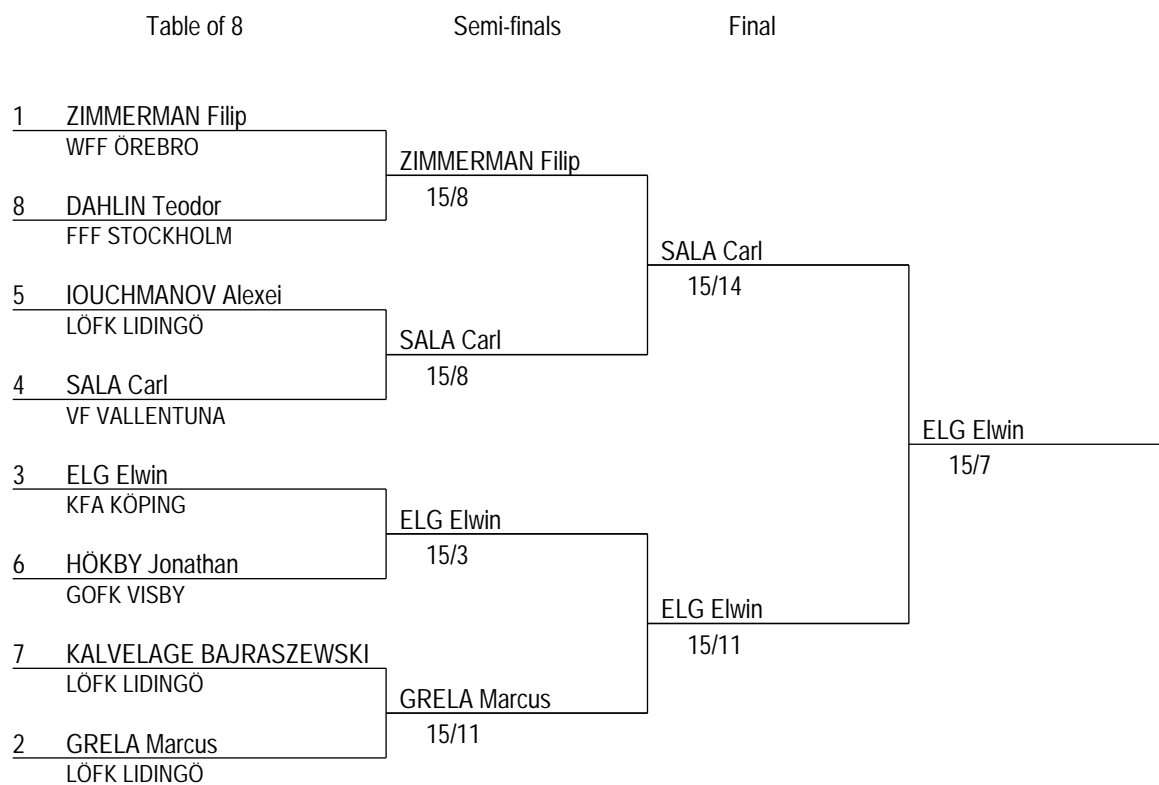 Table of 8 Semi-finals Final
1 ZIMMERMAN Filip
WFF ÖREBRO
ZIMMERMAN Filip
15/8
8 DAHLIN Teodor
FFF STOCKHOLM
SALA Carl
15/14
5 IOUCHMANOV Alexei
LÖFK LIDINGÖ
SALA Carl
15/8
4 SALA Carl
VF VALLENTUNA
ELG Elwin
15/7
3 ELG Elwin
KFA KÖPING
ELG Elwin
15/3
6 HÖKBY Jonathan
GOFK VISBY
ELG Elwin
15/11
7 KALVELAGE BAJRASZEWSKI
LÖFK LIDINGÖ
GRELA Marcus
15/11
2 GRELA Marcus
LÖFK LIDINGÖ